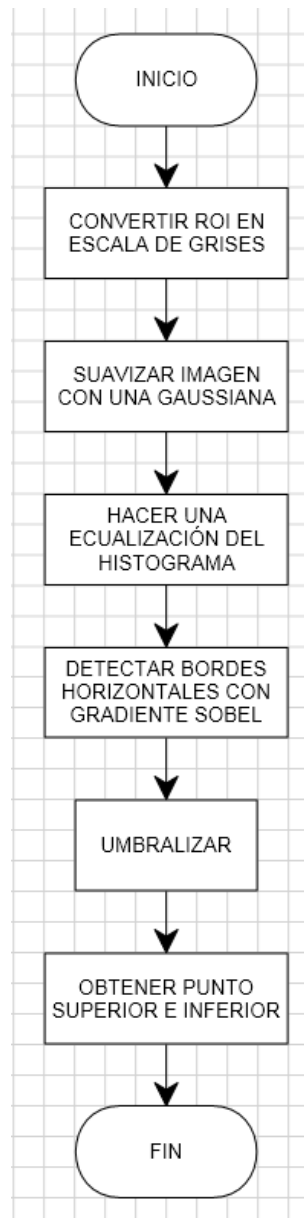 INICIO
CONVERTIR ROI EN
ESCALA DE GRISES
SUAVIZAR IMAGEN
CON UNA GAUSSIANA
HACER UNA
ECUALIZACIÓN DEL
HISTOGRAMA
DETECTAR BORDES
HORIZONTALES CON
GRADIENTE SOBEL
UMBRALIZAR
OBTENER PUNTO
SUPERIOR E INFERIOR
FIN